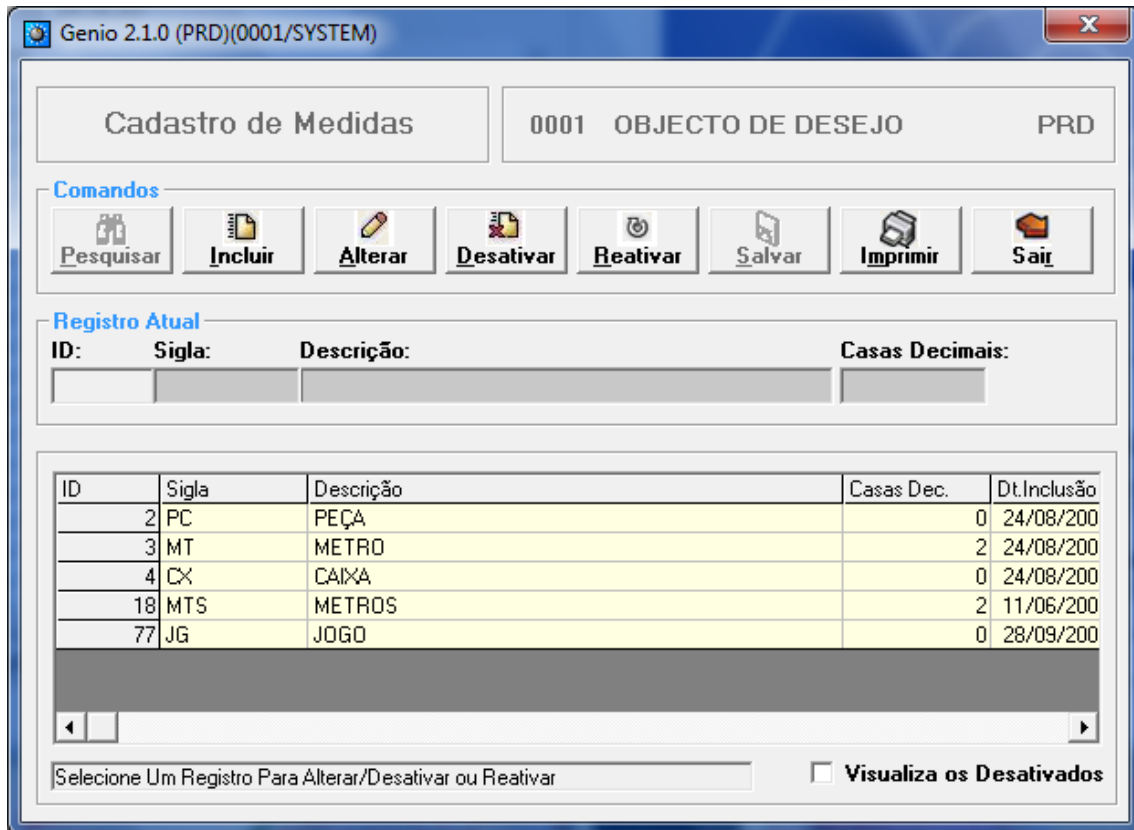 Genio 2.1.0 (PRD)(0001/SYSTEM)
Cadastro de Medidas
0001 OBJECTO DE DESEJO PRD
Comandos
Pesquisar Incluir Alterar Desativar Reativar Salvar Imprimir Sair
Registro Atual
ID: Sigla: Descrição: Casas Decimais:
ID Sigla Descrição Casas Dec. Dt.Inclusão
2 PC PEÇA 0 24/08/200
3 MT METRO 2 24/08/200
4 CX CAIXA 0 24/08/200
18 MTS METROS 2 11/06/200
77 JG JOGO 0 28/09/200
Selecione Um Registro Para Alterar/Desativar ou Reativar Visualiza os Desativados